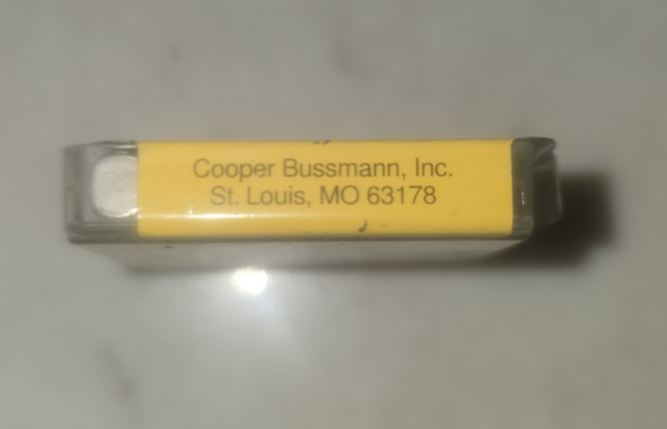 Cooper Bussmann, Inc.
St. Louis, MO 63178